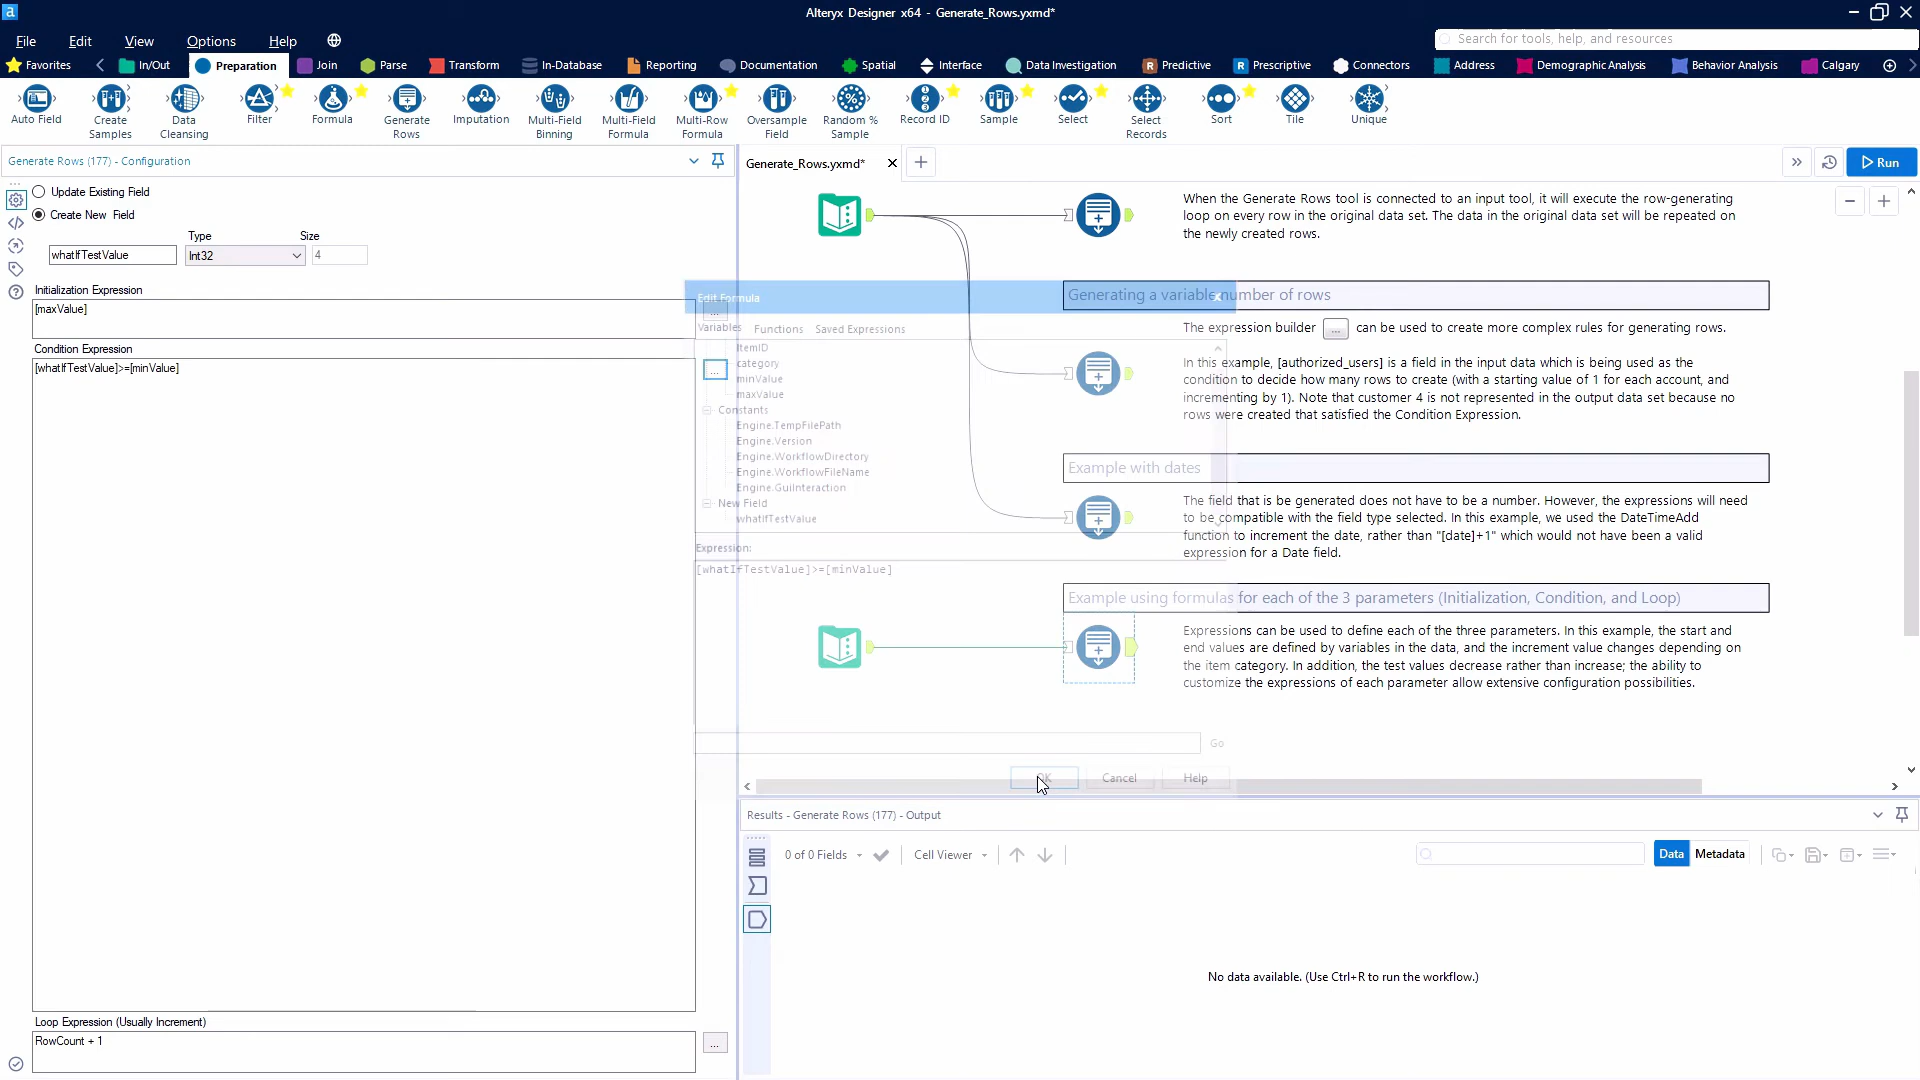 Alteryx Designer x64 - Generate_Rows.yxmd*
File Edit View Options Help
Search for tools, help, and resources
Favorites In/Out Preparation Join Parse Transform In-Database Reporting Documentation Spatial Interface Data Investigation Predictive Prescriptive Connectors Address Demographic Analysis Behavior Analysis Calgary
Auto Field
Create Samples
Data Cleansing
Filter
Formula
Generate Rows
Imputation
Multi-Field Binning
Multi-Field Formula
Multi-Row Formula
Oversample Field
Random % Sample
Record ID
Sample
Select
Select Records
Sort
Tile
Unique
Generate Rows (177) - Configuration
Update Existing Field
Create New Field
Type Size
whatIfTestValue Int32 4
Initialization Expression
[maxValue]
...
Condition Expression
[whatIfTestValue]>=[minValue]
...
Loop Expression (Usually Increment)
RowCount + 1
...
Generate_Rows.yxmd*
Run
When the Generate Rows tool is connected to an input tool, it will execute the row-generating
loop on every row in the original data set. The data in the original data set will be repeated on
the newly created rows.
Generating a variable number of rows
The expression builder ... can be used to create more complex rules for generating rows.
In this example, [authorized_users] is a field in the input data which is being used as the
condition to decide how many rows to create (with a starting value of 1 for each account, and
incrementing by 1). Note that customer 4 is not represented in the output data set because no
rows were created that satisfied the Condition Expression.
Example with dates
The field that is be generated does not have to be a number. However, the expressions will need
to be compatible with the field type selected. In this example, we used the DateTimeAdd
function to increment the date, rather than "[date]+1" which would not have been a valid
expression for a Date field.
Example using formulas for each of the 3 parameters (Initialization, Condition, and Loop)
Expressions can be used to define each of the three parameters. In this example, the start and
end values are defined by variables in the data, and the increment value changes depending on
the item category. In addition, the test values decrease rather than increase; the ability to
customize the expressions of each parameter allow extensive configuration possibilities.
Edit Formula
Variables Functions Saved Expressions
ItemID
category
minValue
maxValue
Constants
Engine.TempFilePath
Engine.Version
Engine.WorkflowDirectory
Engine.WorkflowFileName
Engine.GuiInteraction
New Field
whatIfTestValue
Expression:
[whatIfTestValue]>=[minValue]
Go
OK Cancel Help
Results - Generate Rows (177) - Output
0 of 0 Fields Cell Viewer Data Metadata
No data available. (Use Ctrl+R to run the workflow.)